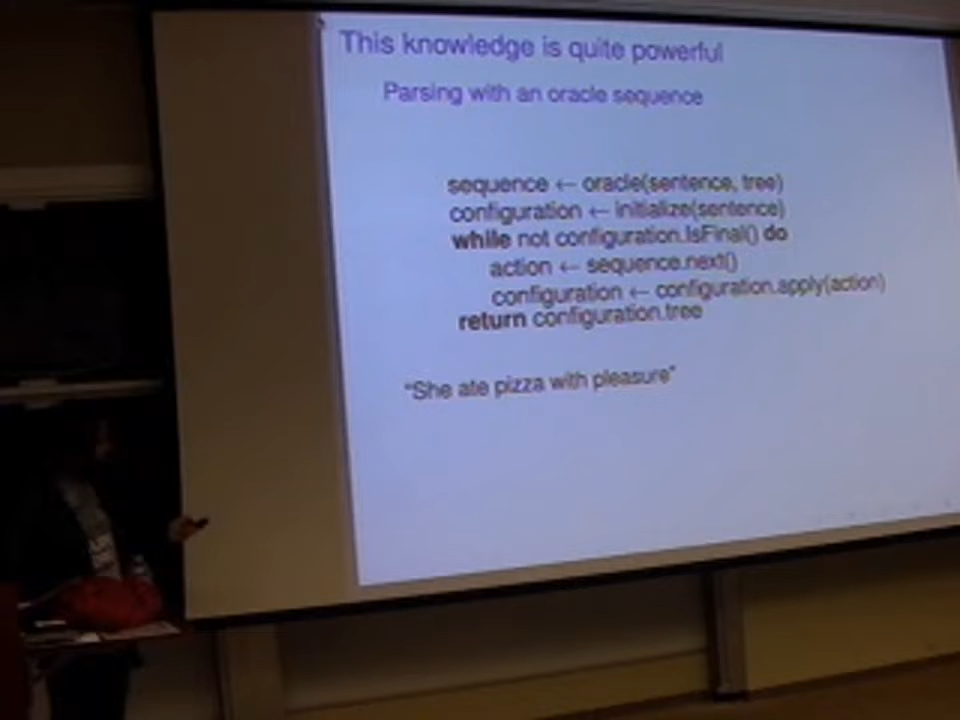 This knowledge is quite powerful
Parsing with an oracle sequence
sequence ← oracle(sentence, tree)
configuration ← initialize(sentence)
while not configuration.IsFinal() do
action ← sequence.next()
configuration ← configuration.apply(action)
return configuration.tree
“She ate pizza with pleasure”